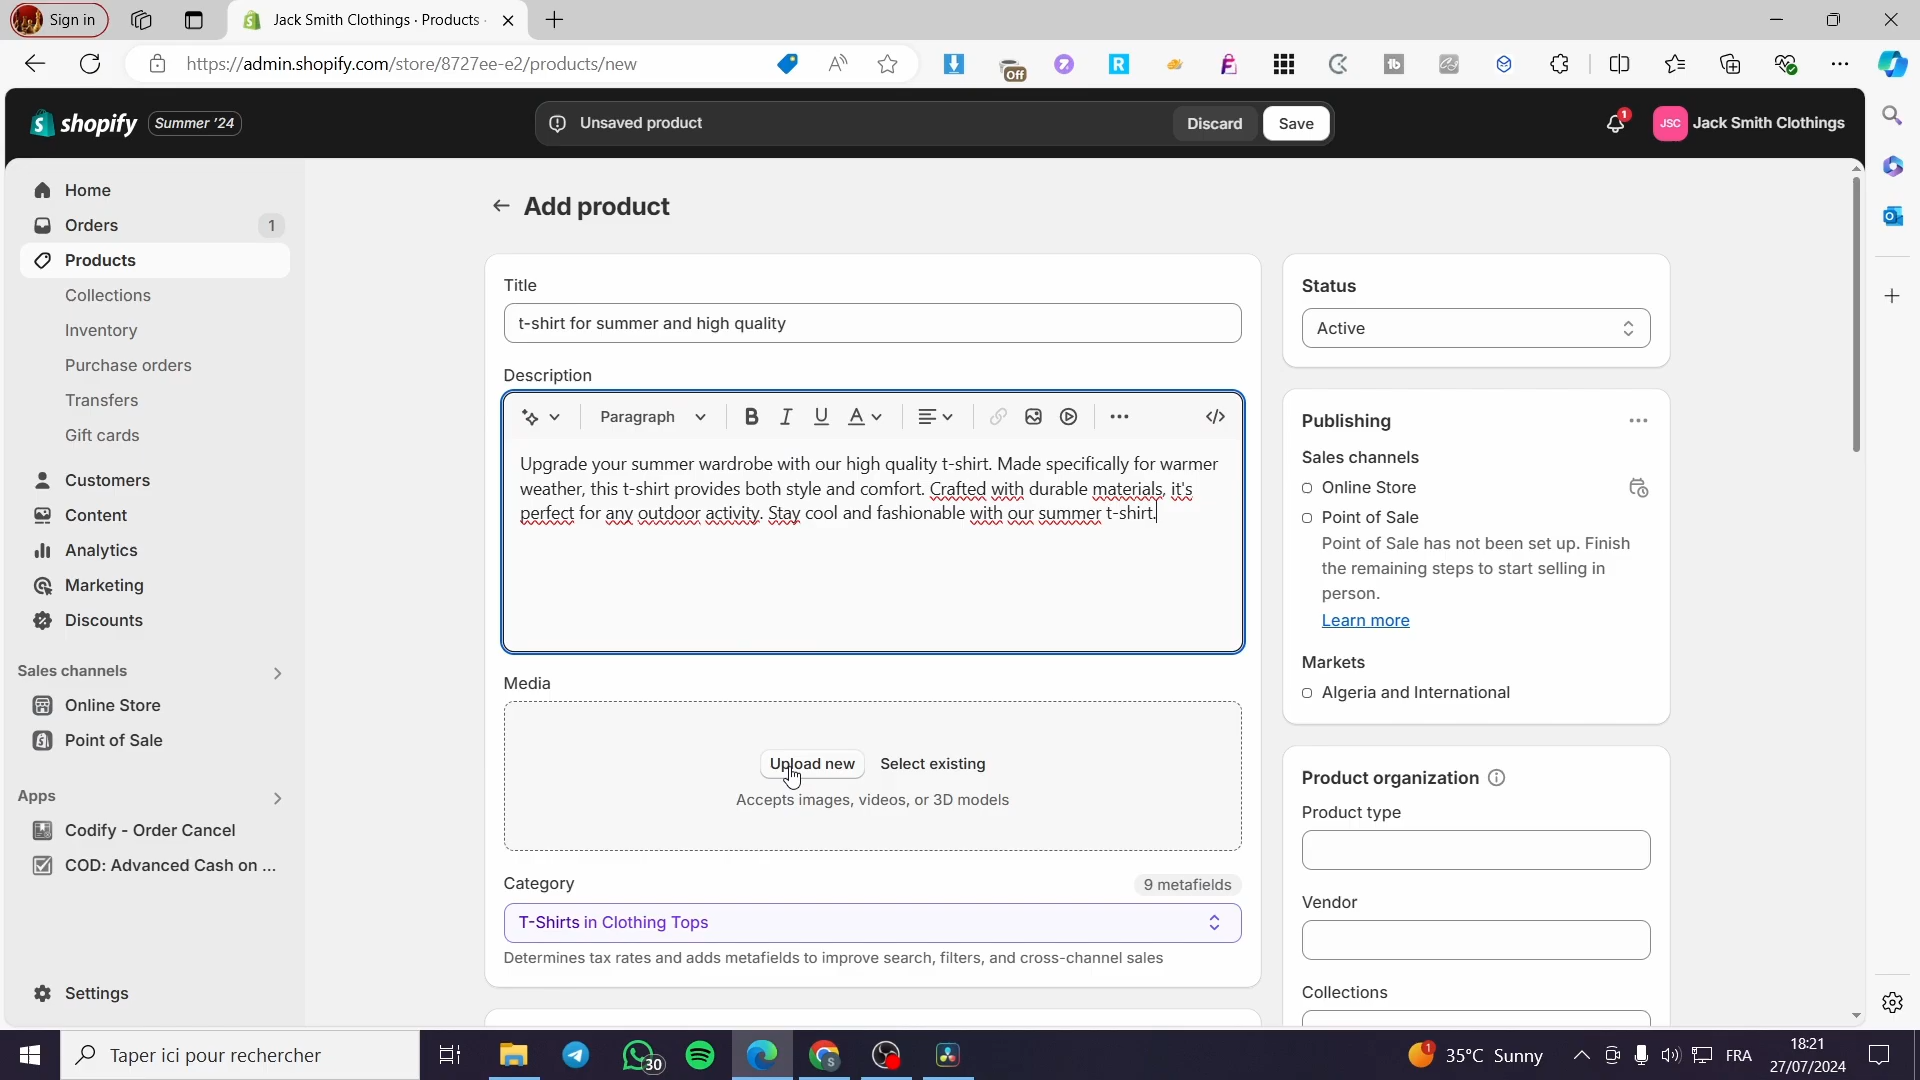 Sign in
Jack Smith Clothings · Products ·
https://admin.shopify.com/store/8727ee-e2/products/new
Off
shopify
Summer '24
Unsaved product
Discard
Save
1
JSC
Jack Smith Clothings
Home
Orders
1
Products
Collections
Inventory
Purchase orders
Transfers
Gift cards
Customers
Content
Analytics
Marketing
Discounts
Sales channels
Online Store
Point of Sale
Apps
Codify - Order Cancel
COD: Advanced Cash on ...
Settings
Add product
Title
t-shirt for summer and high quality
Description
Paragraph
B
I
U
A
Upgrade your summer wardrobe with our high quality t-shirt. Made specifically for warmer
weather, this t-shirt provides both style and comfort. Crafted with durable materials, it's
perfect for any outdoor activity. Stay cool and fashionable with our summer t-shirt.
Media
Upload new
Select existing
Accepts images, videos, or 3D models
Category
9 metafields
T-Shirts in Clothing Tops
Determines tax rates and adds metafields to improve search, filters, and cross-channel sales
Status
Active
Publishing
Sales channels
Online Store
Point of Sale
Point of Sale has not been set up. Finish
the remaining steps to start selling in
person.
Learn more
Markets
Algeria and International
Product organization
Product type
Vendor
Collections
Taper ici pour rechercher
30
1
35°C Sunny
FRA
18:21
27/07/2024